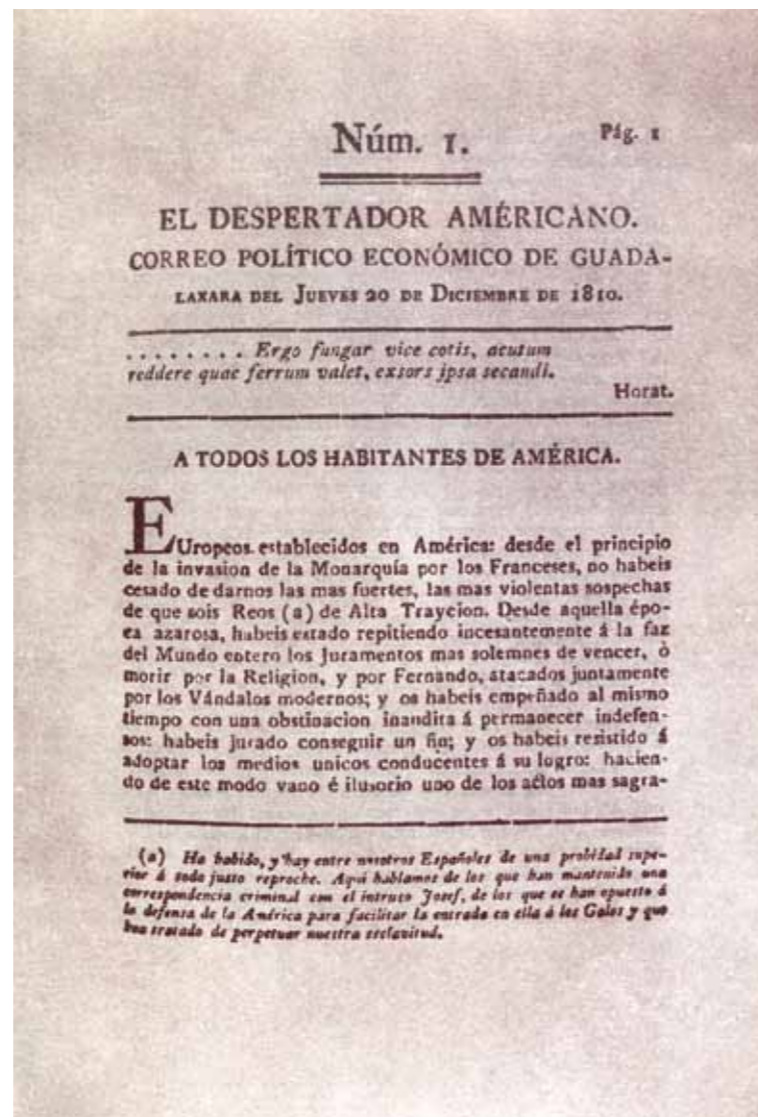 Núm. 1.
Pág. 1
EL DESPERTADOR AMÉRICANO.
CORREO POLÍTICO ECONÓMICO DE GUADA-
LAXARA DEL JUEVES 20 DE DICIEMBRE DE 1810.
. . . . . . . . Ergo fungar vice cotis, acutum
reddere quae ferrum valet, exsors jpsa secandi.
Horat.
A TODOS LOS HABITANTES DE AMÉRICA.
EUropeos establecidos en América: desde el principio
de la invasion de la Monarquía por los Franceses, no habeis
cesado de darnos las mas fuertes, las mas violentas sospechas
de que sois Reos (a) de Alta Traycion. Desde aquella épo-
ca azarosa, habeis estado repitiendo incesantemente á la faz
del Mundo entero los Juramentos mas solemnes de vencer, ò
morir por la Religion, y por Fernando, atacados juntamente
por los Vándalos modernos; y os habeis empeñado al mismo
tiempo con una obstinacion inaudita á permanecer indefen-
sos: habeis jurado conseguir un fin; y os habeis resistido á
adoptar los medios unicos conducentes á su logro: hacien-
do de este modo vano é ilusorio uno de los actos mas sagra-
(a) Ha habido, y hay entre nosotros Españoles de una probidad supe-
rior á todo justo reproche. Aquí hablamos de los que han mantenido una
correspondencia criminal con el intruso Josef, de los que se han opuesto á
la defensa de la América para facilitar la entrada en ella á los Galos y que
han tratado de perpetuar nuestra esclavitud.